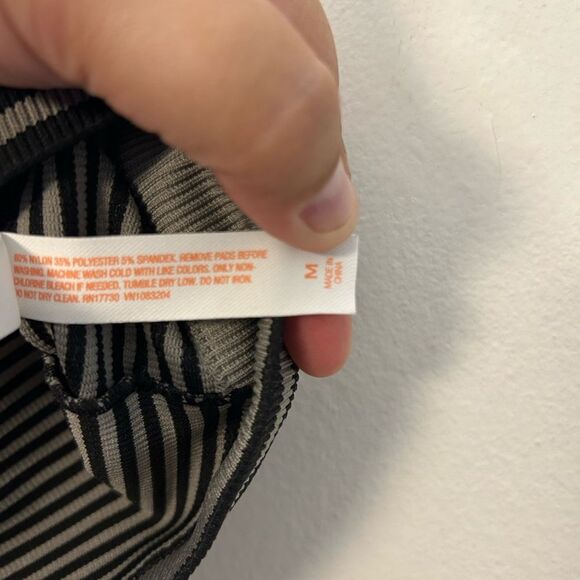 60% NYLON 35% POLYESTER 5% SPANDEX. REMOVE PADS BEFORE
WASHING. MACHINE WASH COLD WITH LIKE COLORS. ONLY NON-
CHLORINE BLEACH IF NEEDED. TUMBLE DRY LOW. DO NOT IRON.
DO NOT DRY CLEAN. RN17730 VN1083204
M
MADE IN
CHINA